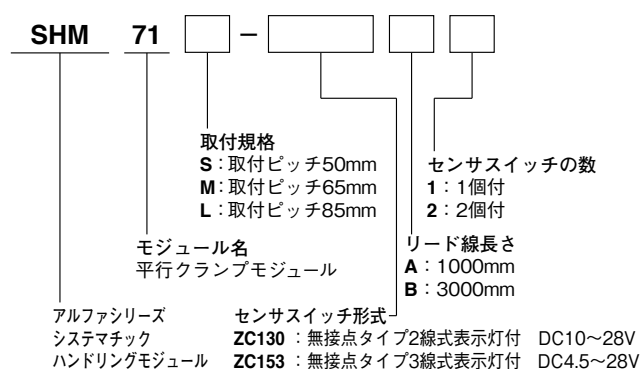 SHM 71 －
取付規格
S：取付ピッチ50mm
M：取付ピッチ65mm
L：取付ピッチ85mm
センサスイッチの数
1：1個付
2：2個付
モジュール名
平行クランプモジュール
リード線長さ
A：1000mm
B：3000mm
アルファシリーズ
システマチック
ハンドリングモジュール
センサスイッチ形式
ZC130：無接点タイプ2線式表示灯付　DC10～28V
ZC153：無接点タイプ3線式表示灯付　DC4.5～28V